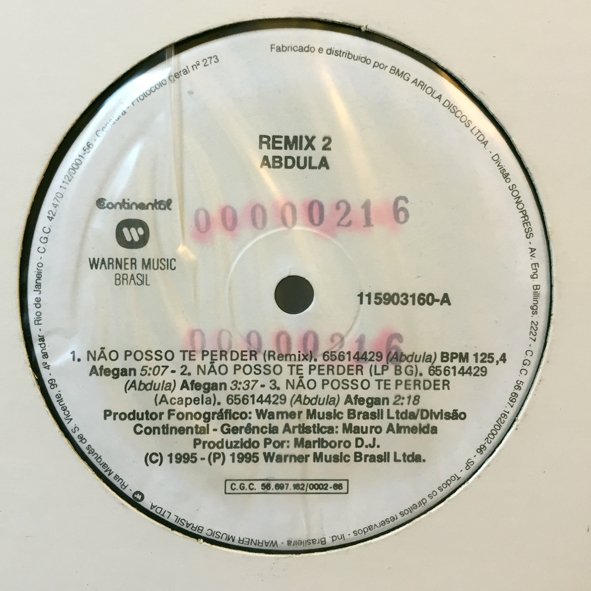 REMIX 2
ABDULA
Continental
00000216
WARNER MUSIC
BRASIL
115903160-A
00900216
1. NÃO POSSO TE PERDER (Remix). 65614429 (Abdula) BPM 125,4
Afegan 5:07 - 2. NÃO POSSO TE PERDER (LP BG). 65614429
(Abdula) Afegan 3:37 - 3. NÃO POSSO TE PERDER
(Acapela). 65614429 (Abdula) Afegan 2:18
Produtor Fonográfico: Warner Music Brasil Ltda/Divisão
Continental - Gerência Artística: Mauro Almeida
Produzido Por: Marlboro D.J.
(C) 1995 - (P) 1995 Warner Music Brasil Ltda.
C.G.C. 56.697.162/0002-66
Fabricado e distribuído por BMG ARIOLA DISCOS LTDA. - Divisão SONOPRESS - Av. Eng. Billings, 2227 - C.G.C. 56.697.162/0002-66 - SP - Todos os direitos reservados - Ind. Brasileira - WARNER MUSIC BRASIL LTDA. - Rua Marquês de S. Vicente, 99 - 4º andar - Rio de Janeiro - C.G.C. 42.470.112/0001-56 - Protocolo Geral nº 273